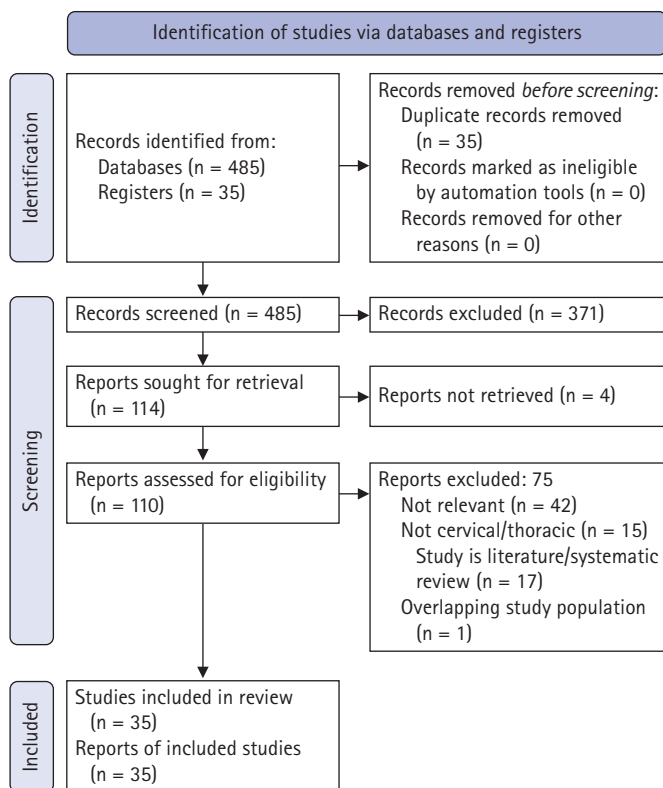 Identification of studies via databases and registers
Identification
Records identified from:
Databases (n = 485)
Registers (n = 35)
Records removed before screening:
Duplicate records removed
(n = 35)
Records marked as ineligible
by automation tools (n = 0)
Records removed for other
reasons (n = 0)
Screening
Records screened (n = 485)
Records excluded (n = 371)
Reports sought for retrieval
(n = 114)
Reports not retrieved (n = 4)
Reports assessed for eligibility
(n = 110)
Reports excluded: 75
Not relevant (n = 42)
Not cervical/thoracic (n = 15)
Study is literature/systematic
review (n = 17)
Overlapping study population
(n = 1)
Included
Studies included in review
(n = 35)
Reports of included studies
(n = 35)